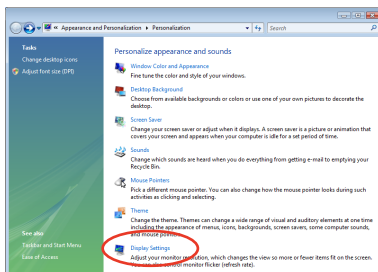 « Appearance and Personalization ▸ Personalization
Search
Tasks
Change desktop icons
Adjust font size (DPI)
See also
Taskbar and Start Menu
Ease of Access
Personalize appearance and sounds
Window Color and Appearance
Fine tune the color and style of your windows.
Desktop Background
Choose from available backgrounds or colors or use one of your own pictures to decorate the
desktop.
Screen Saver
Change your screen saver or adjust when it displays. A screen saver is a picture or animation that
covers your screen and appears when your computer is idle for a set period of time.
Sounds
Change which sounds are heard when you do everything from getting e-mail to emptying your
Recycle Bin.
Mouse Pointers
Pick a different mouse pointer. You can also change how the mouse pointer looks during such
activities as clicking and selecting.
Theme
Change the theme. Themes can change a wide range of visual and auditory elements at one time
including the appearance of menus, icons, backgrounds, screen savers, some computer sounds,
and mouse pointers.
Display Settings
Adjust your monitor resolution, which changes the view so more or fewer items fit on the screen.
You can also control monitor flicker (refresh rate).